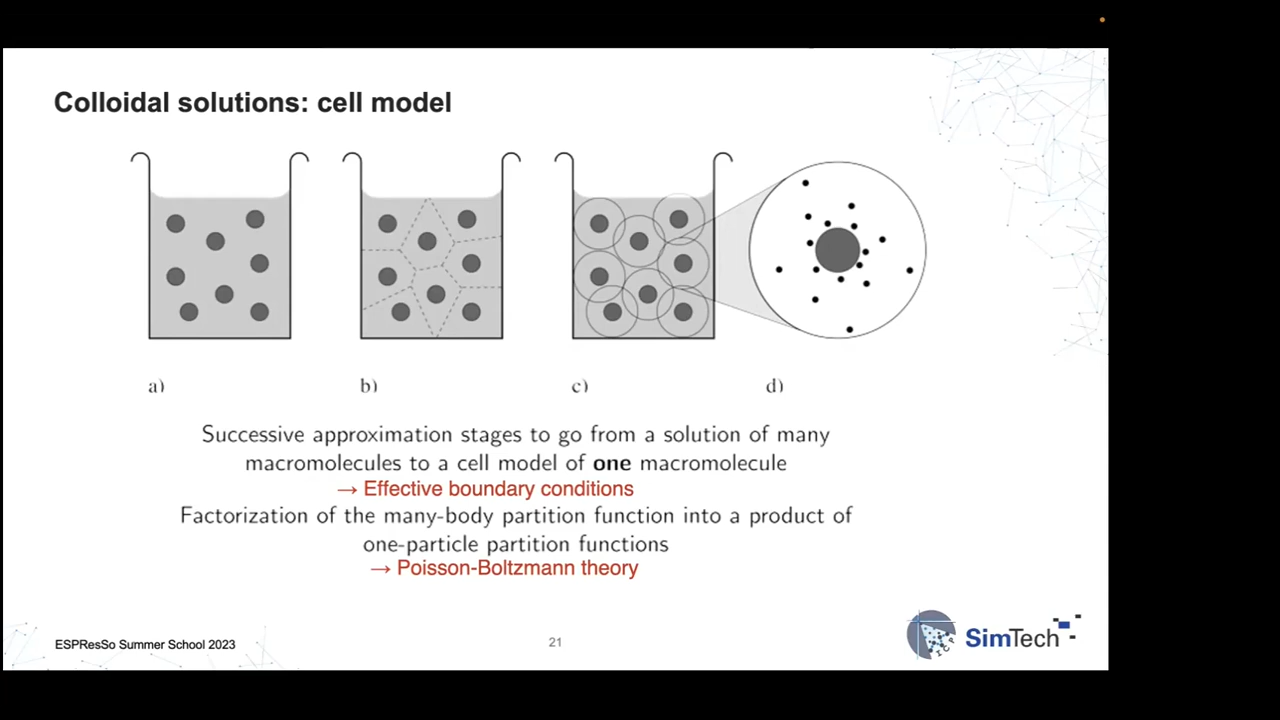 Colloidal solutions: cell model
a) b) c) d)
Successive approximation stages to go from a solution of many
macromolecules to a cell model of one macromolecule
→ Effective boundary conditions
Factorization of the many-body partition function into a product of
one-particle partition functions
→ Poisson-Boltzmann theory
ESPResSo Summer School 2023
21
ICP
SimTech